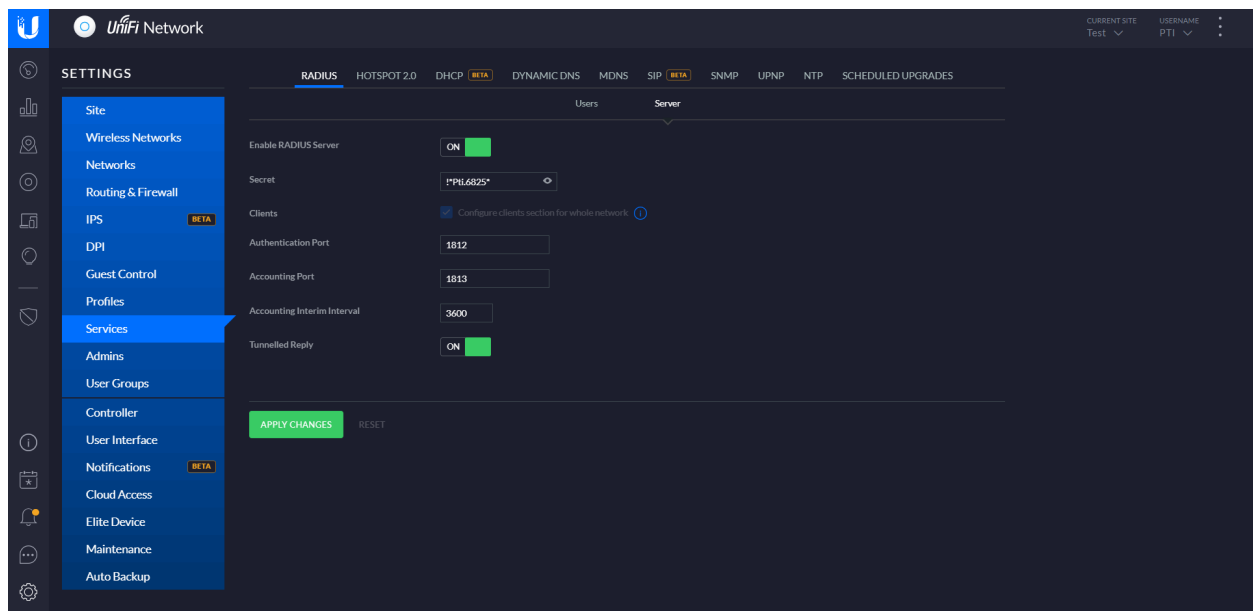 UniFi Network
CURRENT SITE
Test
USERNAME
PTI
SETTINGS
Site
Wireless Networks
Networks
Routing & Firewall
IPS BETA
DPI
Guest Control
Profiles
Services
Admins
User Groups
Controller
User Interface
Notifications BETA
Cloud Access
Elite Device
Maintenance
Auto Backup
RADIUS HOTSPOT 2.0 DHCP BETA DYNAMIC DNS MDNS SIP BETA SNMP UPNP NTP SCHEDULED UPGRADES
Users Server
Enable RADIUS Server ON
Secret !*Pti.6825*
Clients Configure clients section for whole network
Authentication Port 1812
Accounting Port 1813
Accounting Interim Interval 3600
Tunnelled Reply ON
APPLY CHANGES RESET